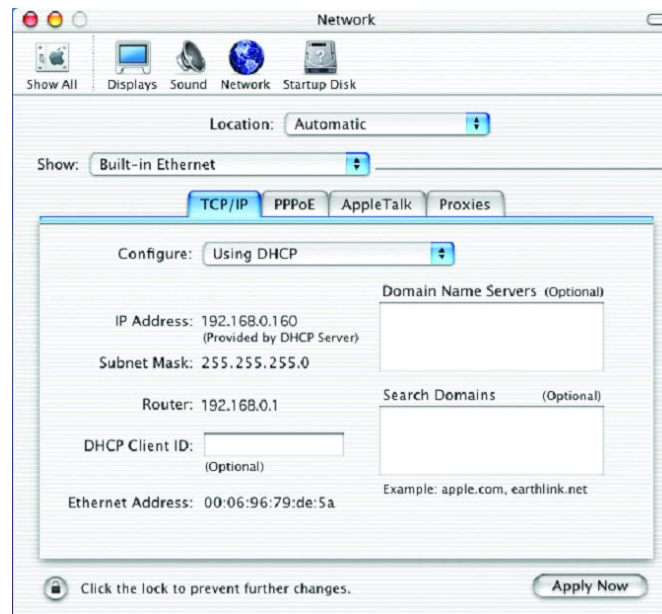 Network
Show All
Displays
Sound
Network
Startup Disk
Location: Automatic
Show: Built-in Ethernet
TCP/IP
PPPoE
AppleTalk
Proxies
Configure: Using DHCP
Domain Name Servers (Optional)
IP Address: 192.168.0.160
(Provided by DHCP Server)
Subnet Mask: 255.255.255.0
Router: 192.168.0.1
Search Domains (Optional)
DHCP Client ID:
(Optional)
Example: apple.com, earthlink.net
Ethernet Address: 00:06:96:79:de:5a
Click the lock to prevent further changes.
Apply Now